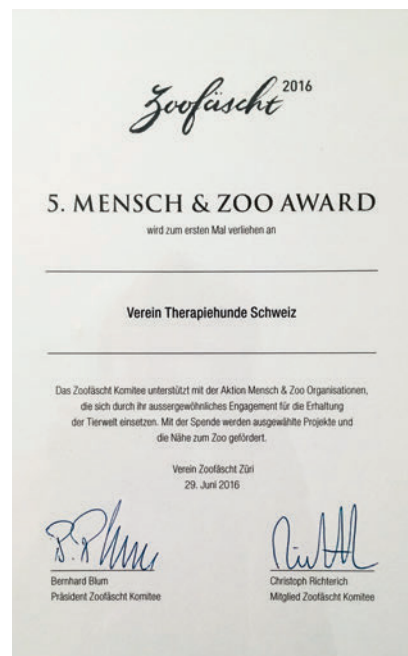 Zoofäscht 2016
5. MENSCH & ZOO AWARD
wird zum ersten Mal verliehen an
Verein Therapiehunde Schweiz
Das Zoofäscht Komitee unterstützt mit der Aktion Mensch & Zoo Organisationen,
die sich durch ihr aussergewöhnliches Engagement für die Erhaltung
der Tierwelt einsetzen. Mit der Spende werden ausgewählte Projekte und
die Nähe zum Zoo gefördert.
Verein Zoofäscht Züri
29. Juni 2016
B. Blum
Bernhard Blum Christoph Richterich
Präsident Zoofäscht Komitee Mitglied Zoofäscht Komitee